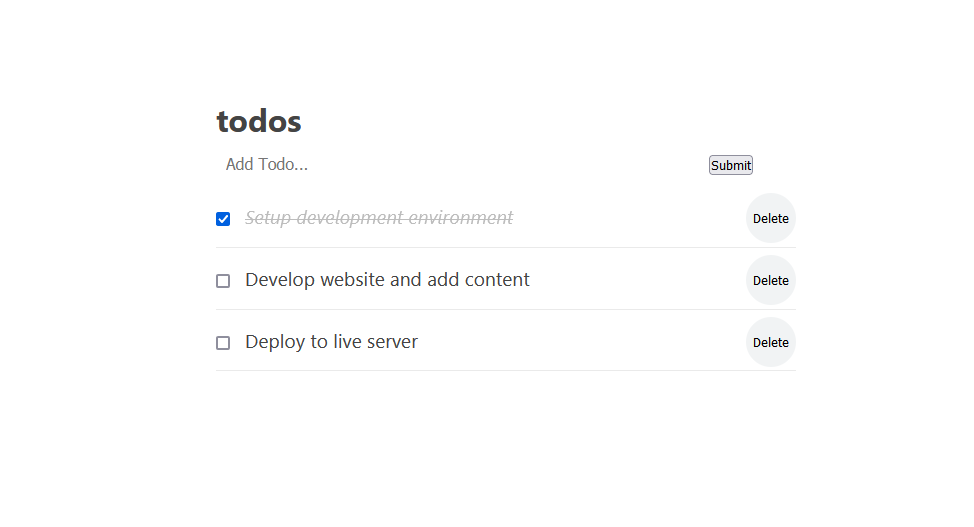 todos
Add Todo...
Submit
Setup development environment
Delete
Develop website and add content
Delete
Deploy to live server
Delete